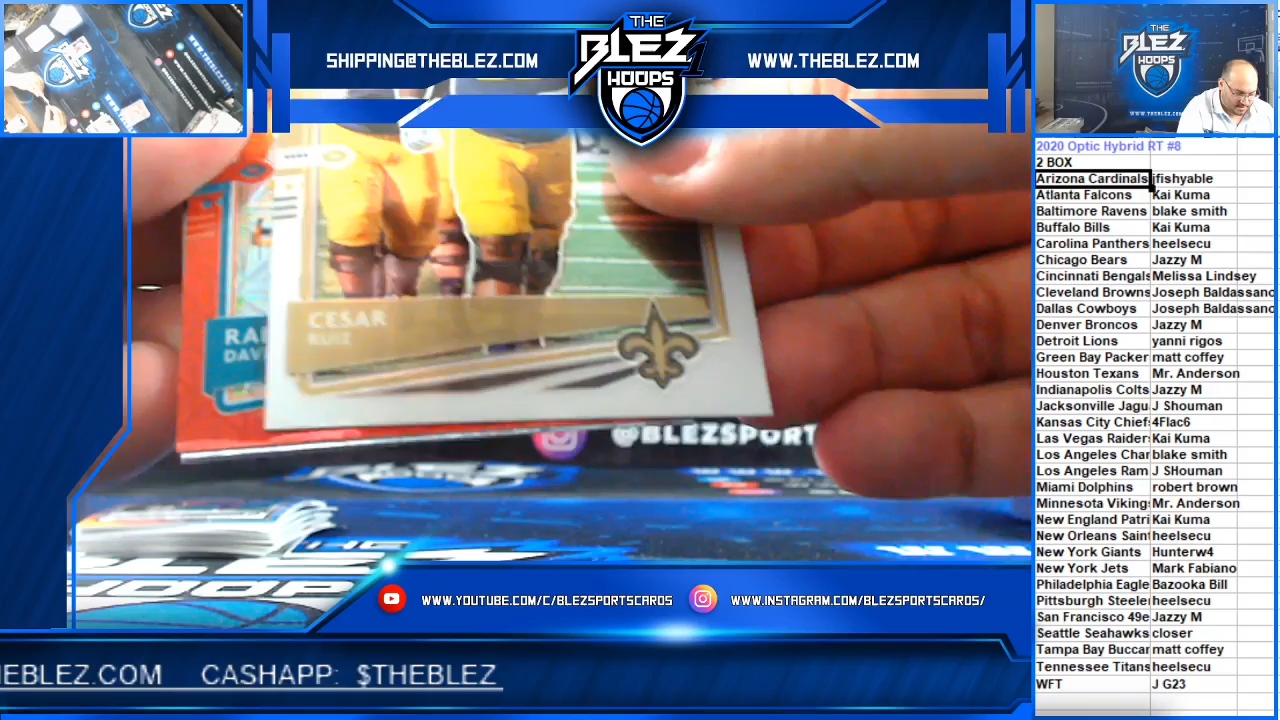 SHIPPING@THEBLEZ.COM
THE
BLEZ
HOOPS
WWW.THEBLEZ.COM
THE
BLEZ
HOOPS
CESAR
RUIZ
RA
DAV
@BLEZSPORT
THE
WWW.YOUTUBE.COM/C/BLEZSPORTSCARDS
WWW.INSTAGRAM.COM/BLEZSPORTSCARDS/
HEBLEZ.COM CASHAPP: $THEBLEZ
2020 Optic Hybrid RT #8
2 BOX
Arizona Cardinals jfishyable
Atlanta Falcons Kai Kuma
Baltimore Ravens blake smith
Buffalo Bills Kai Kuma
Carolina Panthers heelsecu
Chicago Bears Jazzy M
Cincinnati Bengals Melissa Lindsey
Cleveland Browns Joseph Baldassano
Dallas Cowboys Joseph Baldassano
Denver Broncos Jazzy M
Detroit Lions yanni rigos
Green Bay Packer matt coffey
Houston Texans Mr. Anderson
Indianapolis Colts Jazzy M
Jacksonville Jagu J Shouman
Kansas City Chiefs 4Flac6
Las Vegas Raider Kai Kuma
Los Angeles Char blake smith
Los Angeles Ram J SHouman
Miami Dolphins robert brown
Minnesota Viking Mr. Anderson
New England Patri Kai Kuma
New Orleans Saint heelsecu
New York Giants Hunterw4
New York Jets Mark Fabiano
Philadelphia Eagle Bazooka Bill
Pittsburgh Steeler heelsecu
San Francisco 49e Jazzy M
Seattle Seahawks closer
Tampa Bay Buccar matt coffey
Tennessee Titans heelsecu
WFT J G23